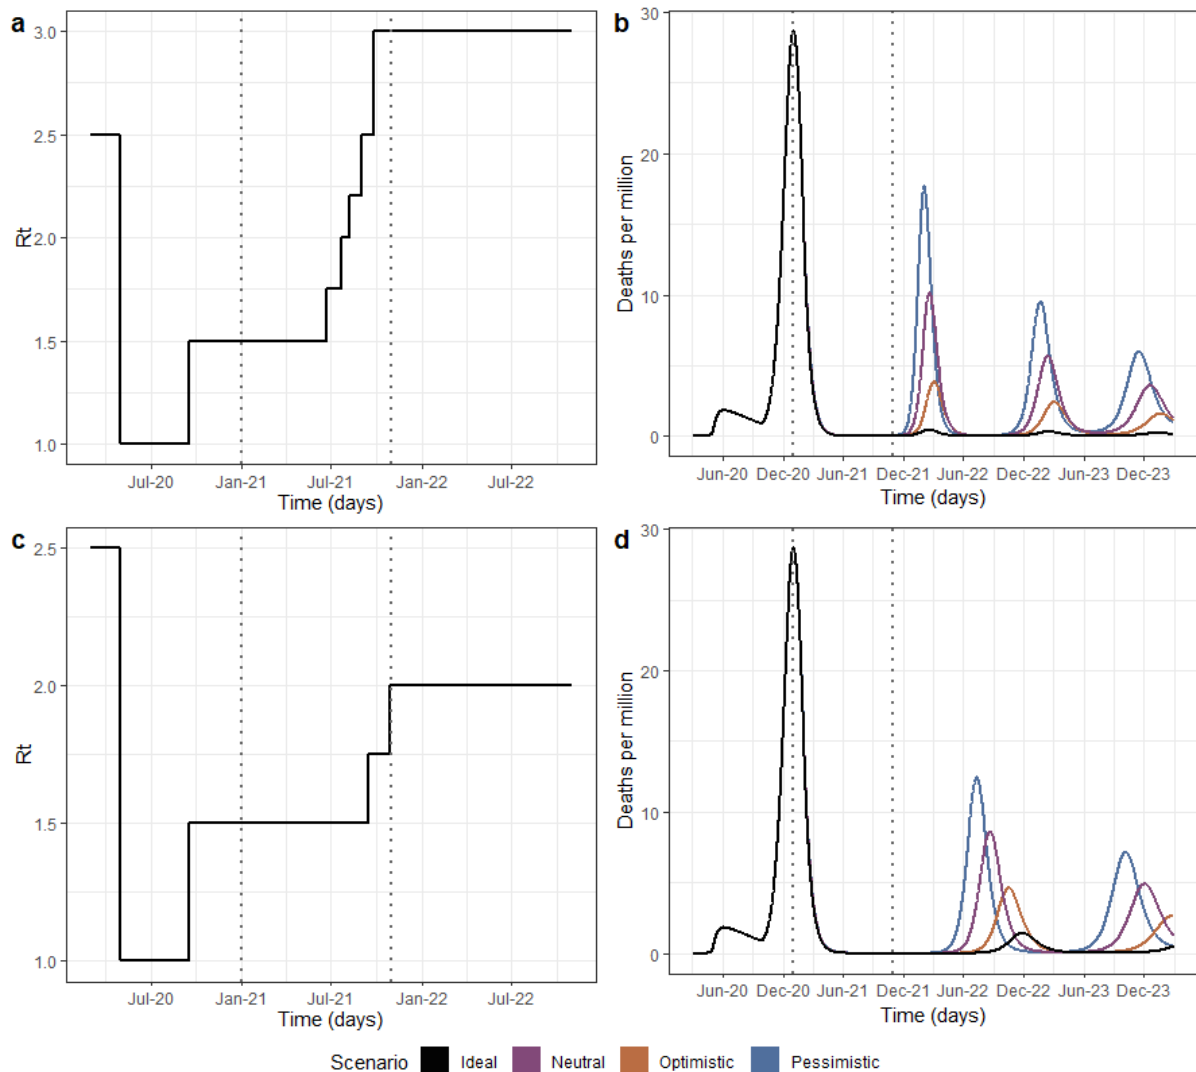 a
3.0
2.5
2.0
1.5
1.0
Rt
Jul-20 Jan-21 Jul-21 Jan-22 Jul-22
Time (days)
b
30
20
10
0
Deaths per million
Jun-20 Dec-20 Jun-21 Dec-21 Jun-22 Dec-22 Jun-23 Dec-23
Time (days)
c
2.5
2.0
1.5
1.0
Rt
Jul-20 Jan-21 Jul-21 Jan-22 Jul-22
Time (days)
d
30
20
10
0
Deaths per million
Jun-20 Dec-20 Jun-21 Dec-21 Jun-22 Dec-22 Jun-23 Dec-23
Time (days)
Scenario Ideal Neutral Optimistic Pessimistic